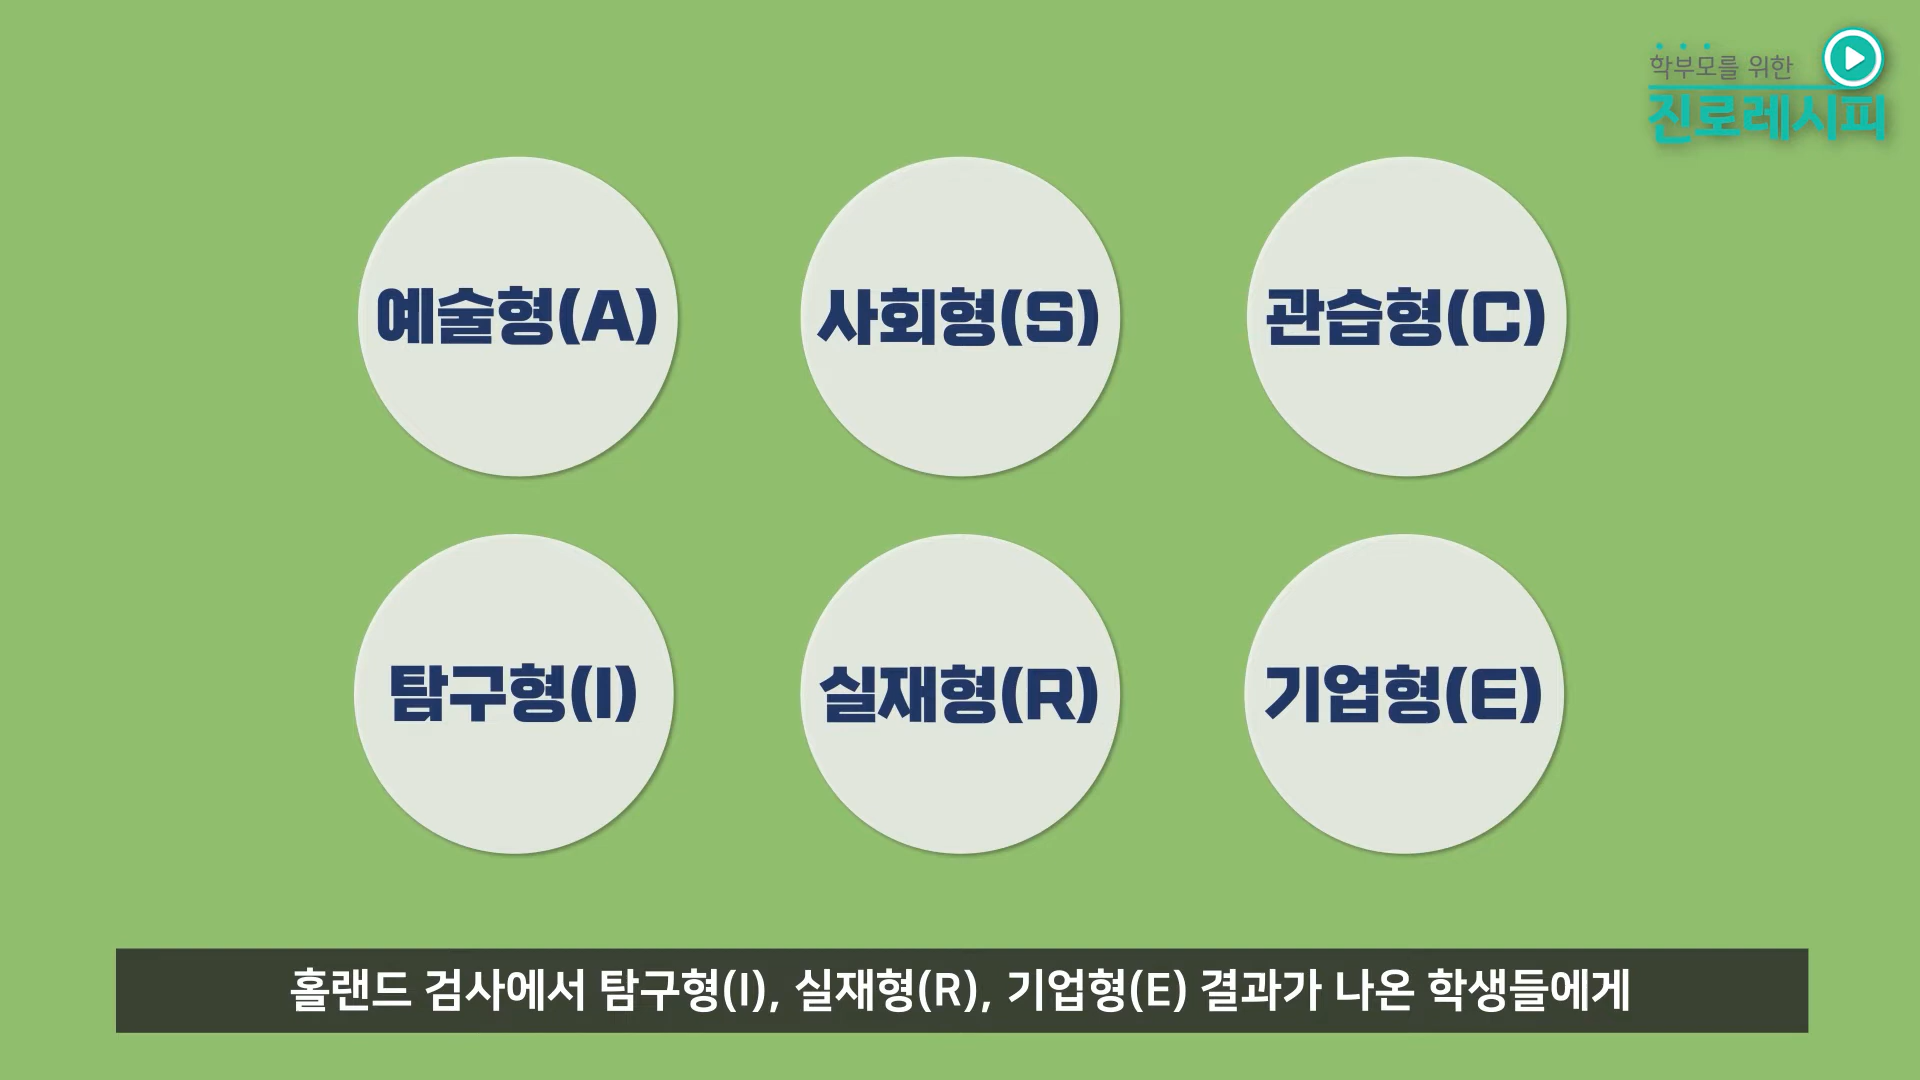 학부모를 위한
진로레시피
예술형(A)
사회형(S)
관습형(C)
탐구형(I)
실재형(R)
기업형(E)
홀랜드 검사에서 탐구형(I), 실재형(R), 기업형(E) 결과가 나온 학생들에게